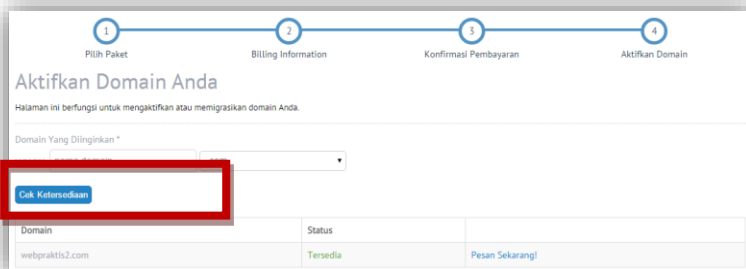 1 2 3 4
Pilih Paket Billing Information Konfirmasi Pembayaran Aktifkan Domain
Aktifkan Domain Anda
Halaman ini berfungsi untuk mengaktifkan atau memigrasikan domain Anda.
Domain Yang Diinginkan *
Cek Ketersediaan
Domain Status
webpraktis2.com Tersedia Pesan Sekarang!